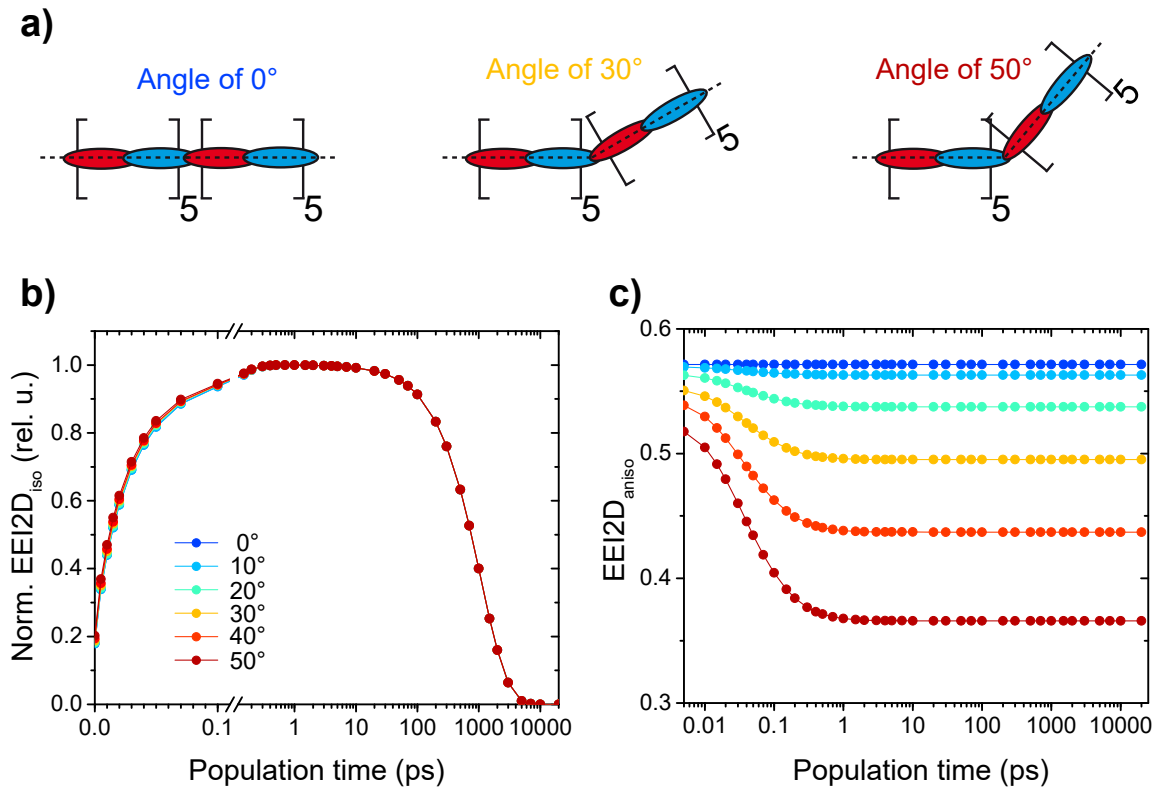 a)
Angle of 0°
Angle of 30°
Angle of 50°
5
5
5
5
5
5
b)
Norm. EEI2D_iso (rel. u.)
1.0
0.8
0.6
0.4
0.2
0.0
0°
10°
20°
30°
40°
50°
0.0 0.1 1 10 100 1000 10000
Population time (ps)
c)
EEI2D_aniso
0.6
0.5
0.4
0.3
0.01 0.1 1 10 100 1000 10000
Population time (ps)